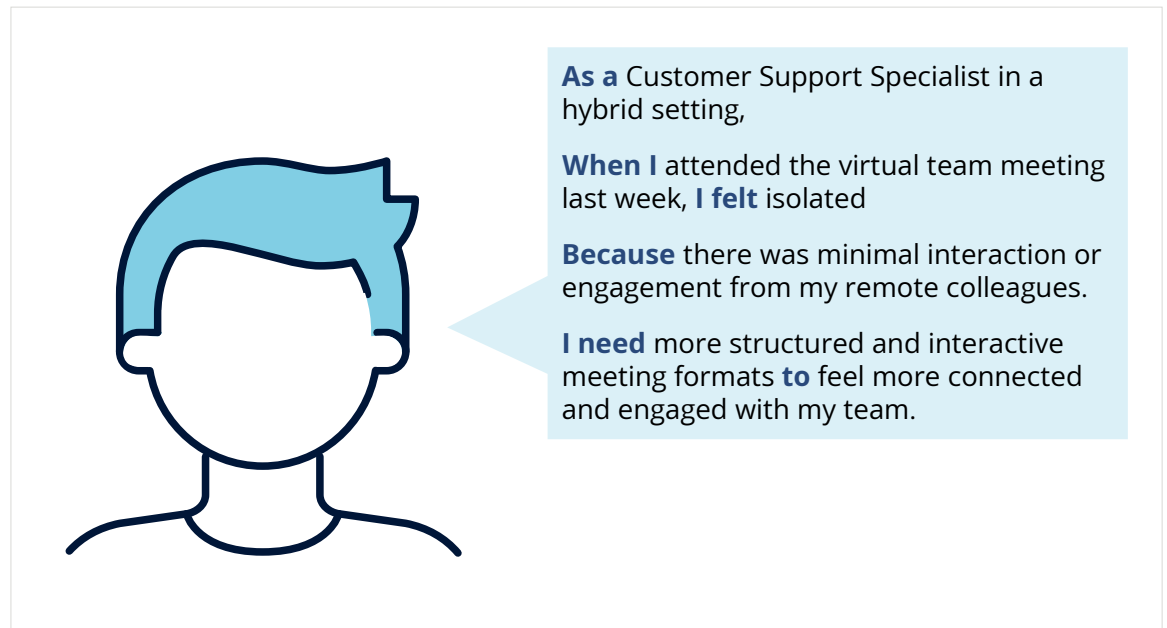 As a Customer Support Specialist in a
hybrid setting,
When I attended the virtual team meeting
last week, I felt isolated
Because there was minimal interaction or
engagement from my remote colleagues.
I need more structured and interactive
meeting formats to feel more connected
and engaged with my team.